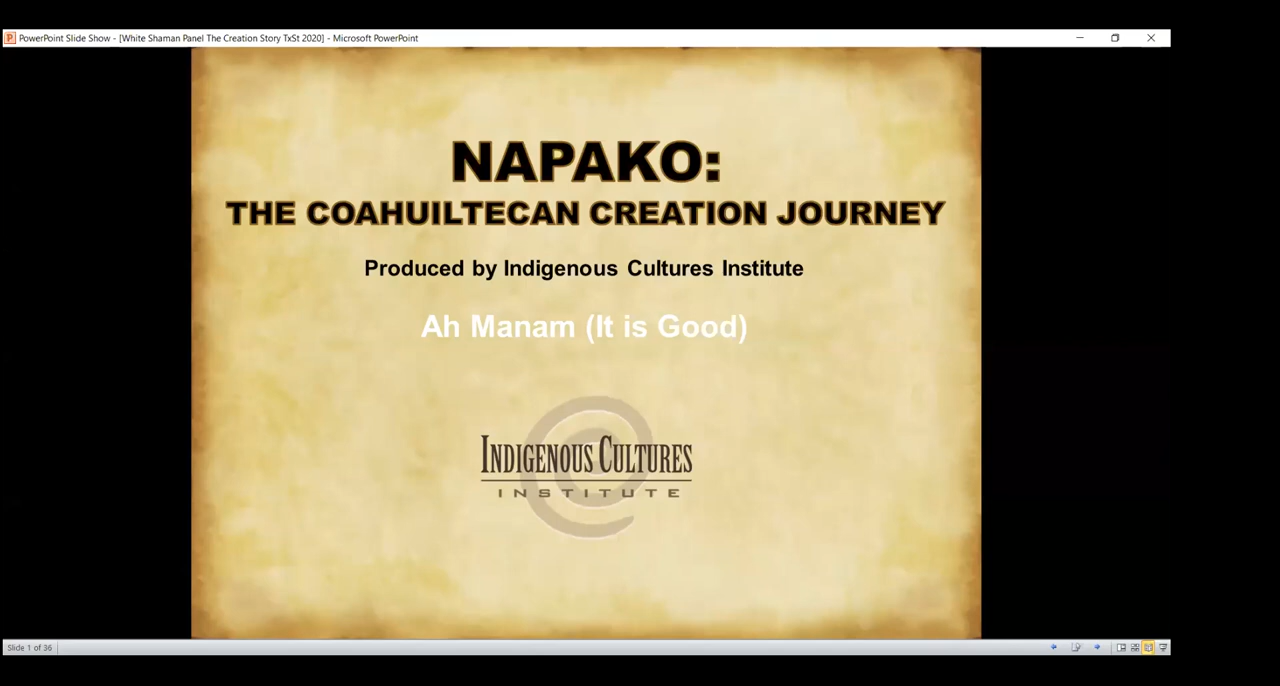 PowerPoint Slide Show - [White Shaman Panel The Creation Story TxSt 2020] - Microsoft PowerPoint
NAPAKO:
THE COAHUILTECAN CREATION JOURNEY
Produced by Indigenous Cultures Institute
Ah Manam (It is Good)
INDIGENOUS CULTURES
INSTITUTE
Slide 1 of 36